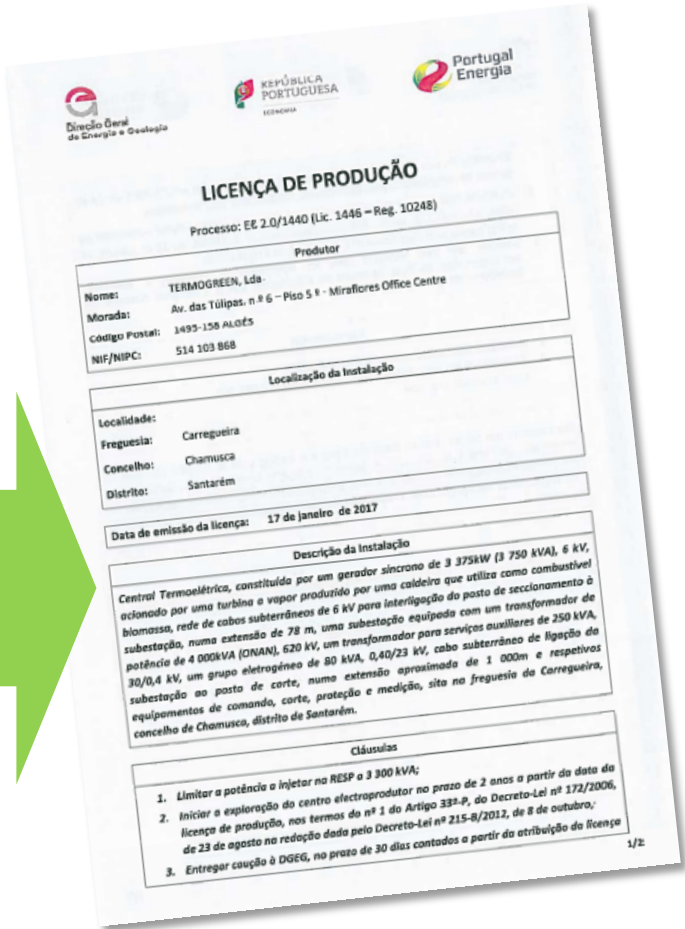 Direção Geral
de Energia e Geologia
REPÚBLICA
PORTUGUESA
ECONOMIA
Portugal
Energia
LICENÇA DE PRODUÇÃO
Processo: EE 2.0/1440 (Lic. 1446 – Reg. 10248)
Produtor
Nome: TERMOGREEN, Lda
Morada: Av. das Túlipas, n.º 6 – Piso 5 º - Miraflores Office Centre
Código Postal: 1495-158 ALGÉS
NIF/NIPC: 514 103 868
Localização da Instalação
Localidade:
Freguesia: Carregueira
Concelho: Chamusca
Distrito: Santarém
Data de emissão da licença: 17 de janeiro de 2017
Descrição da Instalação
Central Termoelétrica, constituída por um gerador síncrono de 3 375kW (3 750 kVA), 6 kV,
acionado por uma turbina a vapor produzido por uma caldeira que utiliza como combustível
biomassa, rede de cabos subterrâneos de 6 kV para interligação do posto de seccionamento à
subestação, numa extensão de 78 m, uma subestação equipada com um transformador de
potência de 4 000kVA (ONAN), 620 kV, um transformador para serviços auxiliares de 250 kVA,
30/0,4 kV, um grupo eletrogéneo de 80 kVA, 0,40/23 kV, cabo subterrâneo de ligação da
subestação ao posto de corte, numa extensão aproximada de 1 000m e respetivos
equipamentos de comando, corte, proteção e medição, sita na freguesia da Carregueira,
concelho de Chamusca, distrito de Santarém.
Cláusulas
1. Limitar a potência a injetar na RESP a 3 300 kVA;
2. Iniciar a exploração do centro electroprodutor no prazo de 2 anos a partir da data da
licença de produção, nos termos do nº 1 do Artigo 33º-P, do Decreto-Lei nº 172/2006,
de 23 de agosto na redação dada pelo Decreto-Lei nº 215-B/2012, de 8 de outubro;
3. Entregar caução à DGEG, no prazo de 30 dias contados a partir da atribuição da licença
1/2